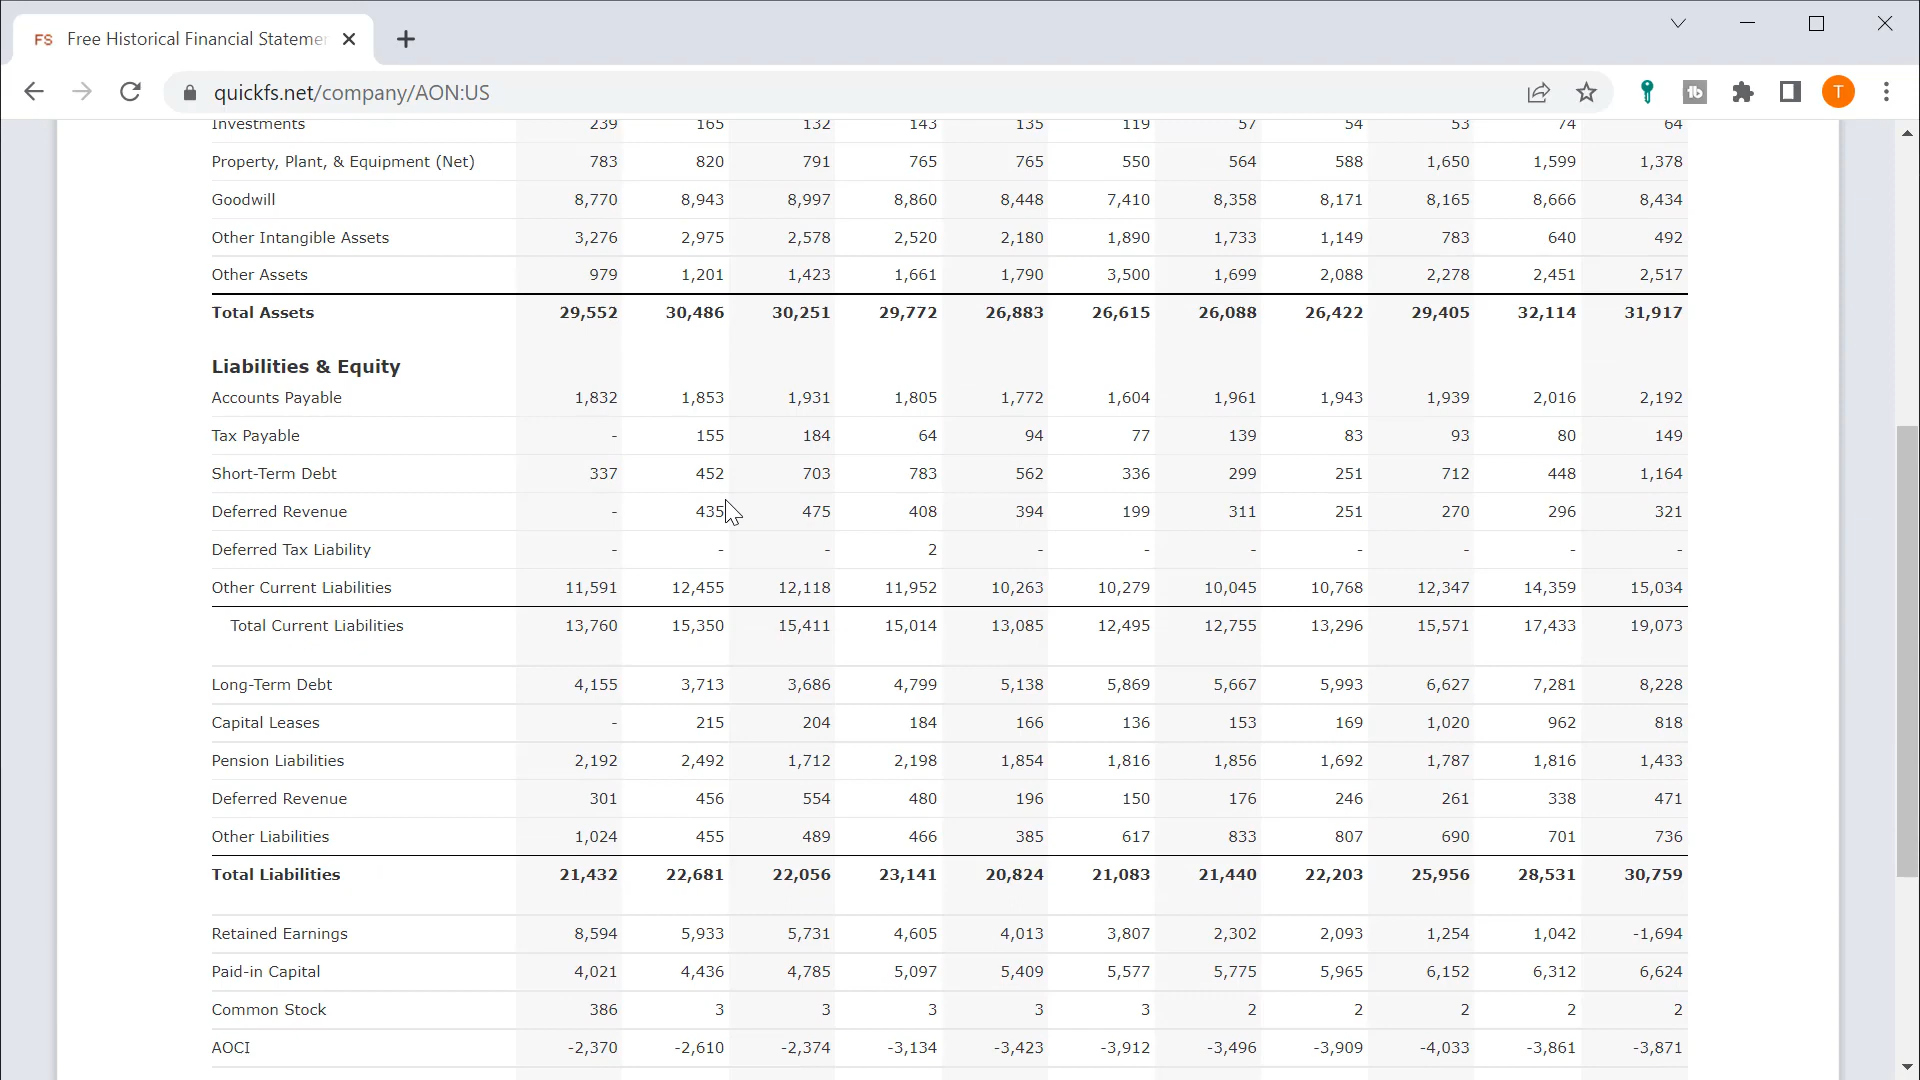 FS Free Historical Financial Stateme
quickfs.net/company/AON:US T
Investments 239 165 132 143 135 119 57 54 53 74 64
Property, Plant, & Equipment (Net) 783 820 791 765 765 550 564 588 1,650 1,599 1,378
Goodwill 8,770 8,943 8,997 8,860 8,448 7,410 8,358 8,171 8,165 8,666 8,434
Other Intangible Assets 3,276 2,975 2,578 2,520 2,180 1,890 1,733 1,149 783 640 492
Other Assets 979 1,201 1,423 1,661 1,790 3,500 1,699 2,088 2,278 2,451 2,517
Total Assets 29,552 30,486 30,251 29,772 26,883 26,615 26,088 26,422 29,405 32,114 31,917
Liabilities & Equity
Accounts Payable 1,832 1,853 1,931 1,805 1,772 1,604 1,961 1,943 1,939 2,016 2,192
Tax Payable - 155 184 64 94 77 139 83 93 80 149
Short-Term Debt 337 452 703 783 562 336 299 251 712 448 1,164
Deferred Revenue - 435 475 408 394 199 311 251 270 296 321
Deferred Tax Liability - - - 2 - - - - - - -
Other Current Liabilities 11,591 12,455 12,118 11,952 10,263 10,279 10,045 10,768 12,347 14,359 15,034
Total Current Liabilities 13,760 15,350 15,411 15,014 13,085 12,495 12,755 13,296 15,571 17,433 19,073
Long-Term Debt 4,155 3,713 3,686 4,799 5,138 5,869 5,667 5,993 6,627 7,281 8,228
Capital Leases - 215 204 184 166 136 153 169 1,020 962 818
Pension Liabilities 2,192 2,492 1,712 2,198 1,854 1,816 1,856 1,692 1,787 1,816 1,433
Deferred Revenue 301 456 554 480 196 150 176 246 261 338 471
Other Liabilities 1,024 455 489 466 385 617 833 807 690 701 736
Total Liabilities 21,432 22,681 22,056 23,141 20,824 21,083 21,440 22,203 25,956 28,531 30,759
Retained Earnings 8,594 5,933 5,731 4,605 4,013 3,807 2,302 2,093 1,254 1,042 -1,694
Paid-in Capital 4,021 4,436 4,785 5,097 5,409 5,577 5,775 5,965 6,152 6,312 6,624
Common Stock 386 3 3 3 3 3 2 2 2 2 2
AOCI -2,370 -2,610 -2,374 -3,134 -3,423 -3,912 -3,496 -3,909 -4,033 -3,861 -3,871